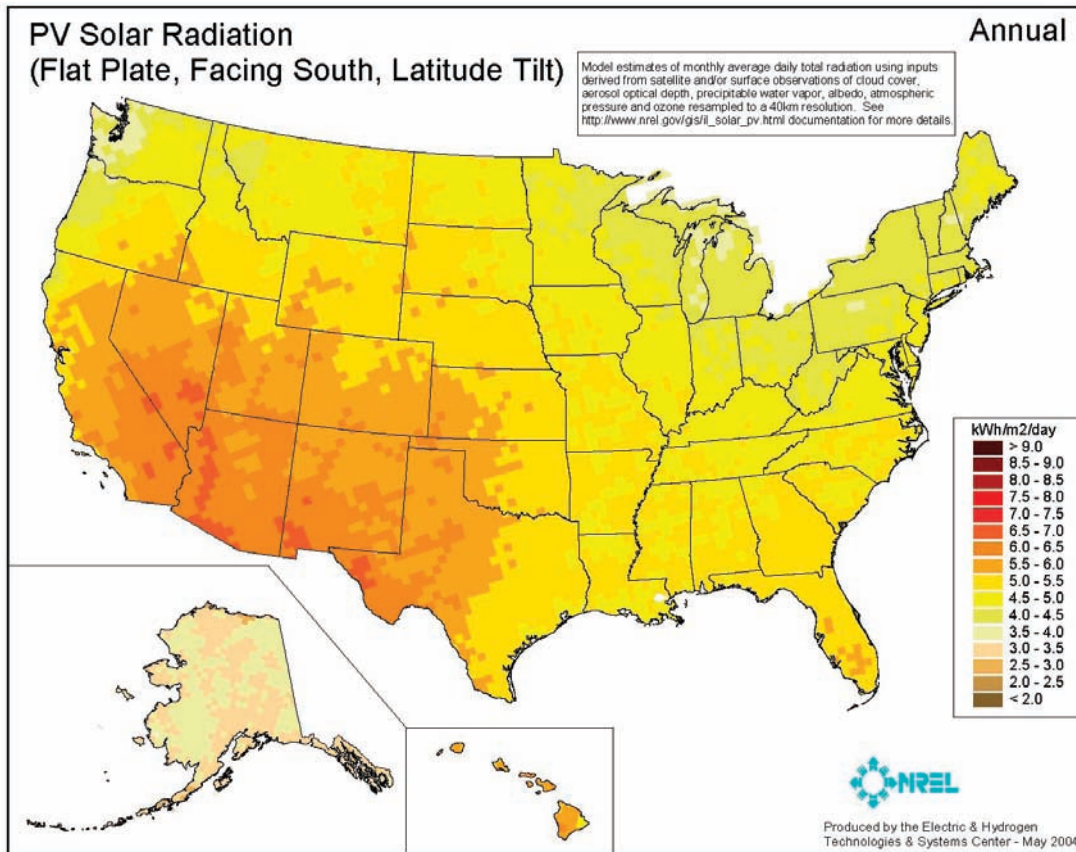 PV Solar Radiation
(Flat Plate, Facing South, Latitude Tilt)
Annual
Model estimates of monthly average daily total radiation using inputs
derived from satellite and/or surface observations of cloud cover,
aerosol optical depth, precipitable water vapor, albedo, atmospheric
pressure and ozone resampled to a 40km resolution. See
http://www.nrel.gov/gis/il_solar_pv.html documentation for more details.
kWh/m2/day
> 9.0
8.5 - 9.0
8.0 - 8.5
7.5 - 8.0
7.0 - 7.5
6.5 - 7.0
6.0 - 6.5
5.5 - 6.0
5.0 - 5.5
4.5 - 5.0
4.0 - 4.5
3.5 - 4.0
3.0 - 3.5
2.5 - 3.0
2.0 - 2.5
< 2.0
NREL
Produced by the Electric & Hydrogen
Technologies & Systems Center - May 2004